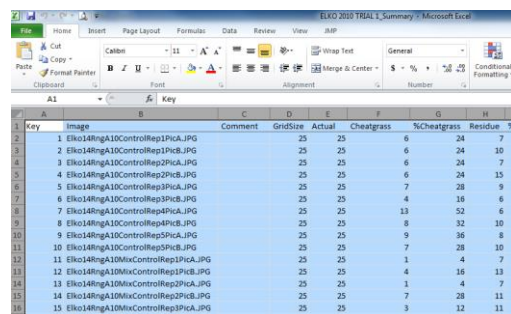 ELKO 2010 TRIAL 1_Summary - Microsoft Excel
File Home Insert Page Layout Formulas Data Review View JMP
Cut Calibri 11 A A Wrap Text General
Paste Copy Format Painter B I U A Merge & Center $ % , .0 .00 Conditional Formatting
Clipboard Font Alignment Number
A1 fx Key
A B C D E F G H
1 Key Image Comment GridSize Actual Cheatgrass %Cheatgrass Residue %
2 1 Elko14RngA10ControlRep1PicA.JPG 25 25 6 24 7
3 2 Elko14RngA10ControlRep1PicB.JPG 25 25 6 24 10
4 3 Elko14RngA10ControlRep2PicA.JPG 25 25 6 24 7
5 4 Elko14RngA10ControlRep2PicB.JPG 25 25 6 24 15
6 5 Elko14RngA10ControlRep3PicA.JPG 25 25 7 28 9
7 6 Elko14RngA10ControlRep3PicB.JPG 25 25 4 16 6
8 7 Elko14RngA10ControlRep4PicA.JPG 25 25 13 52 6
9 8 Elko14RngA10ControlRep4PicB.JPG 25 25 8 32 10
10 9 Elko14RngA10ControlRep5PicA.JPG 25 25 9 36 8
11 10 Elko14RngA10ControlRep5PicB.JPG 25 25 7 28 10
12 11 Elko14RngA10MixControlRep1PicA.JPG 25 25 1 4 7
13 12 Elko14RngA10MixControlRep1PicB.JPG 25 25 4 16 13
14 13 Elko14RngA10MixControlRep2PicA.JPG 25 25 1 4 7
15 14 Elko14RngA10MixControlRep2PicB.JPG 25 25 7 28 11
16 15 Elko14RngA10MixControlRep3PicA.JPG 25 25 3 12 11